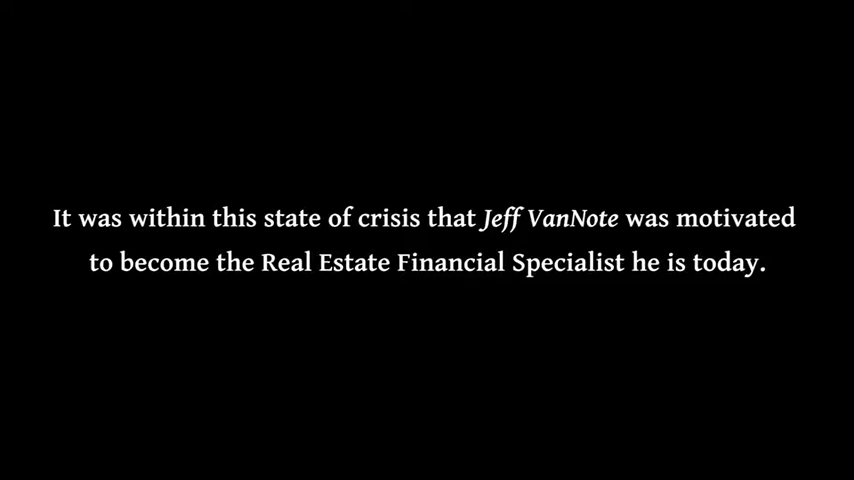 It was within this state of crisis that Jeff VanNote was motivated
to become the Real Estate Financial Specialist he is today.